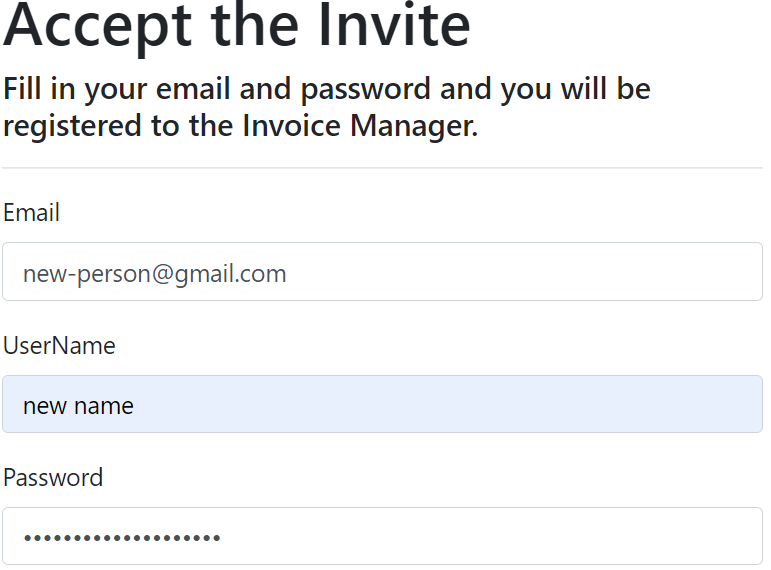 Accept the Invite
Fill in your email and password and you will be
registered to the Invoice Manager.
Email
new-person@gmail.com
UserName
new name
Password
••••••••••••••••••••